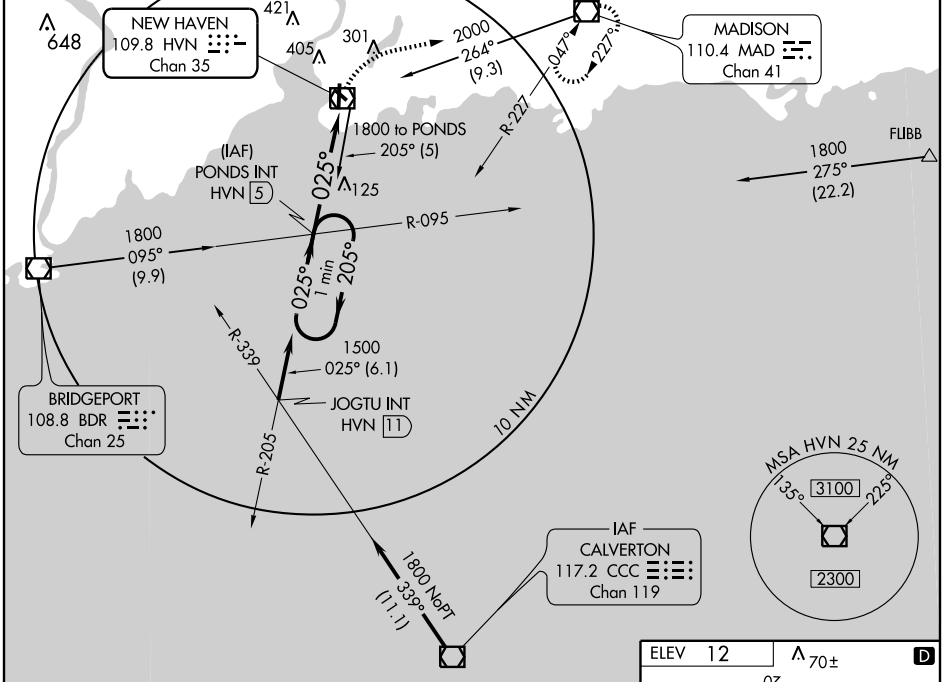 648
421
NEW HAVEN
109.8 HVN
Chan 35
405
301
2000
264°
(9.3)
047°
227°
R-227
MADISON
110.4 MAD
Chan 41
1800 to PONDS
205° (5)
125
(IAF)
PONDS INT
HVN 5
025°
FLIBB
1800
275°
(22.2)
R-095
1800
095°
(9.9)
025°
1 min
205°
R-339
1500
025° (6.1)
BRIDGEPORT
108.8 BDR
Chan 25
JOGTU INT
HVN 11
R-205
10 NM
MSA HVN 25 NM
135°
3100
225°
2300
1800 NoPT
339°
(11.1)
IAF
CALVERTON
117.2 CCC
Chan 119
ELEV 12
70±
D